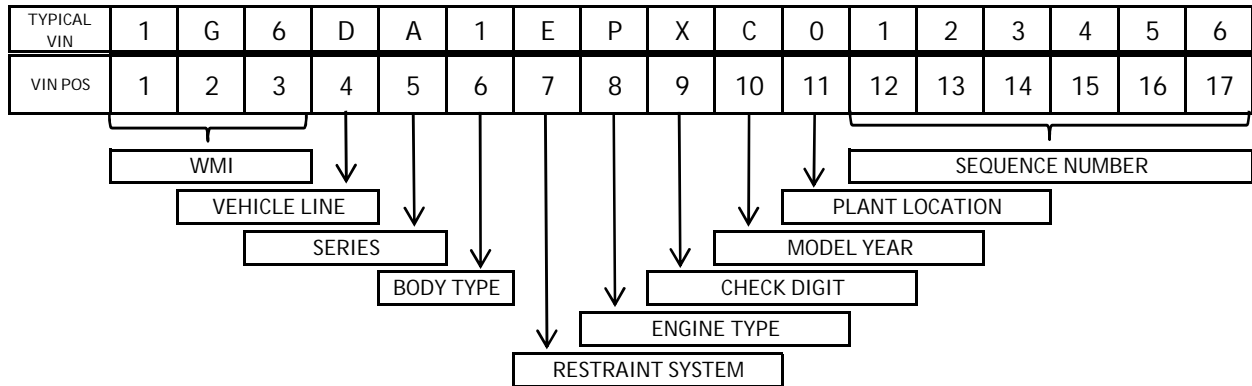 TYPICAL VIN 1 G 6 D A 1 E P X C 0 1 2 3 4 5 6
VIN POS 1 2 3 4 5 6 7 8 9 10 11 12 13 14 15 16 17
WMI SEQUENCE NUMBER
VEHICLE LINE PLANT LOCATION
SERIES MODEL YEAR
BODY TYPE CHECK DIGIT
ENGINE TYPE
RESTRAINT SYSTEM